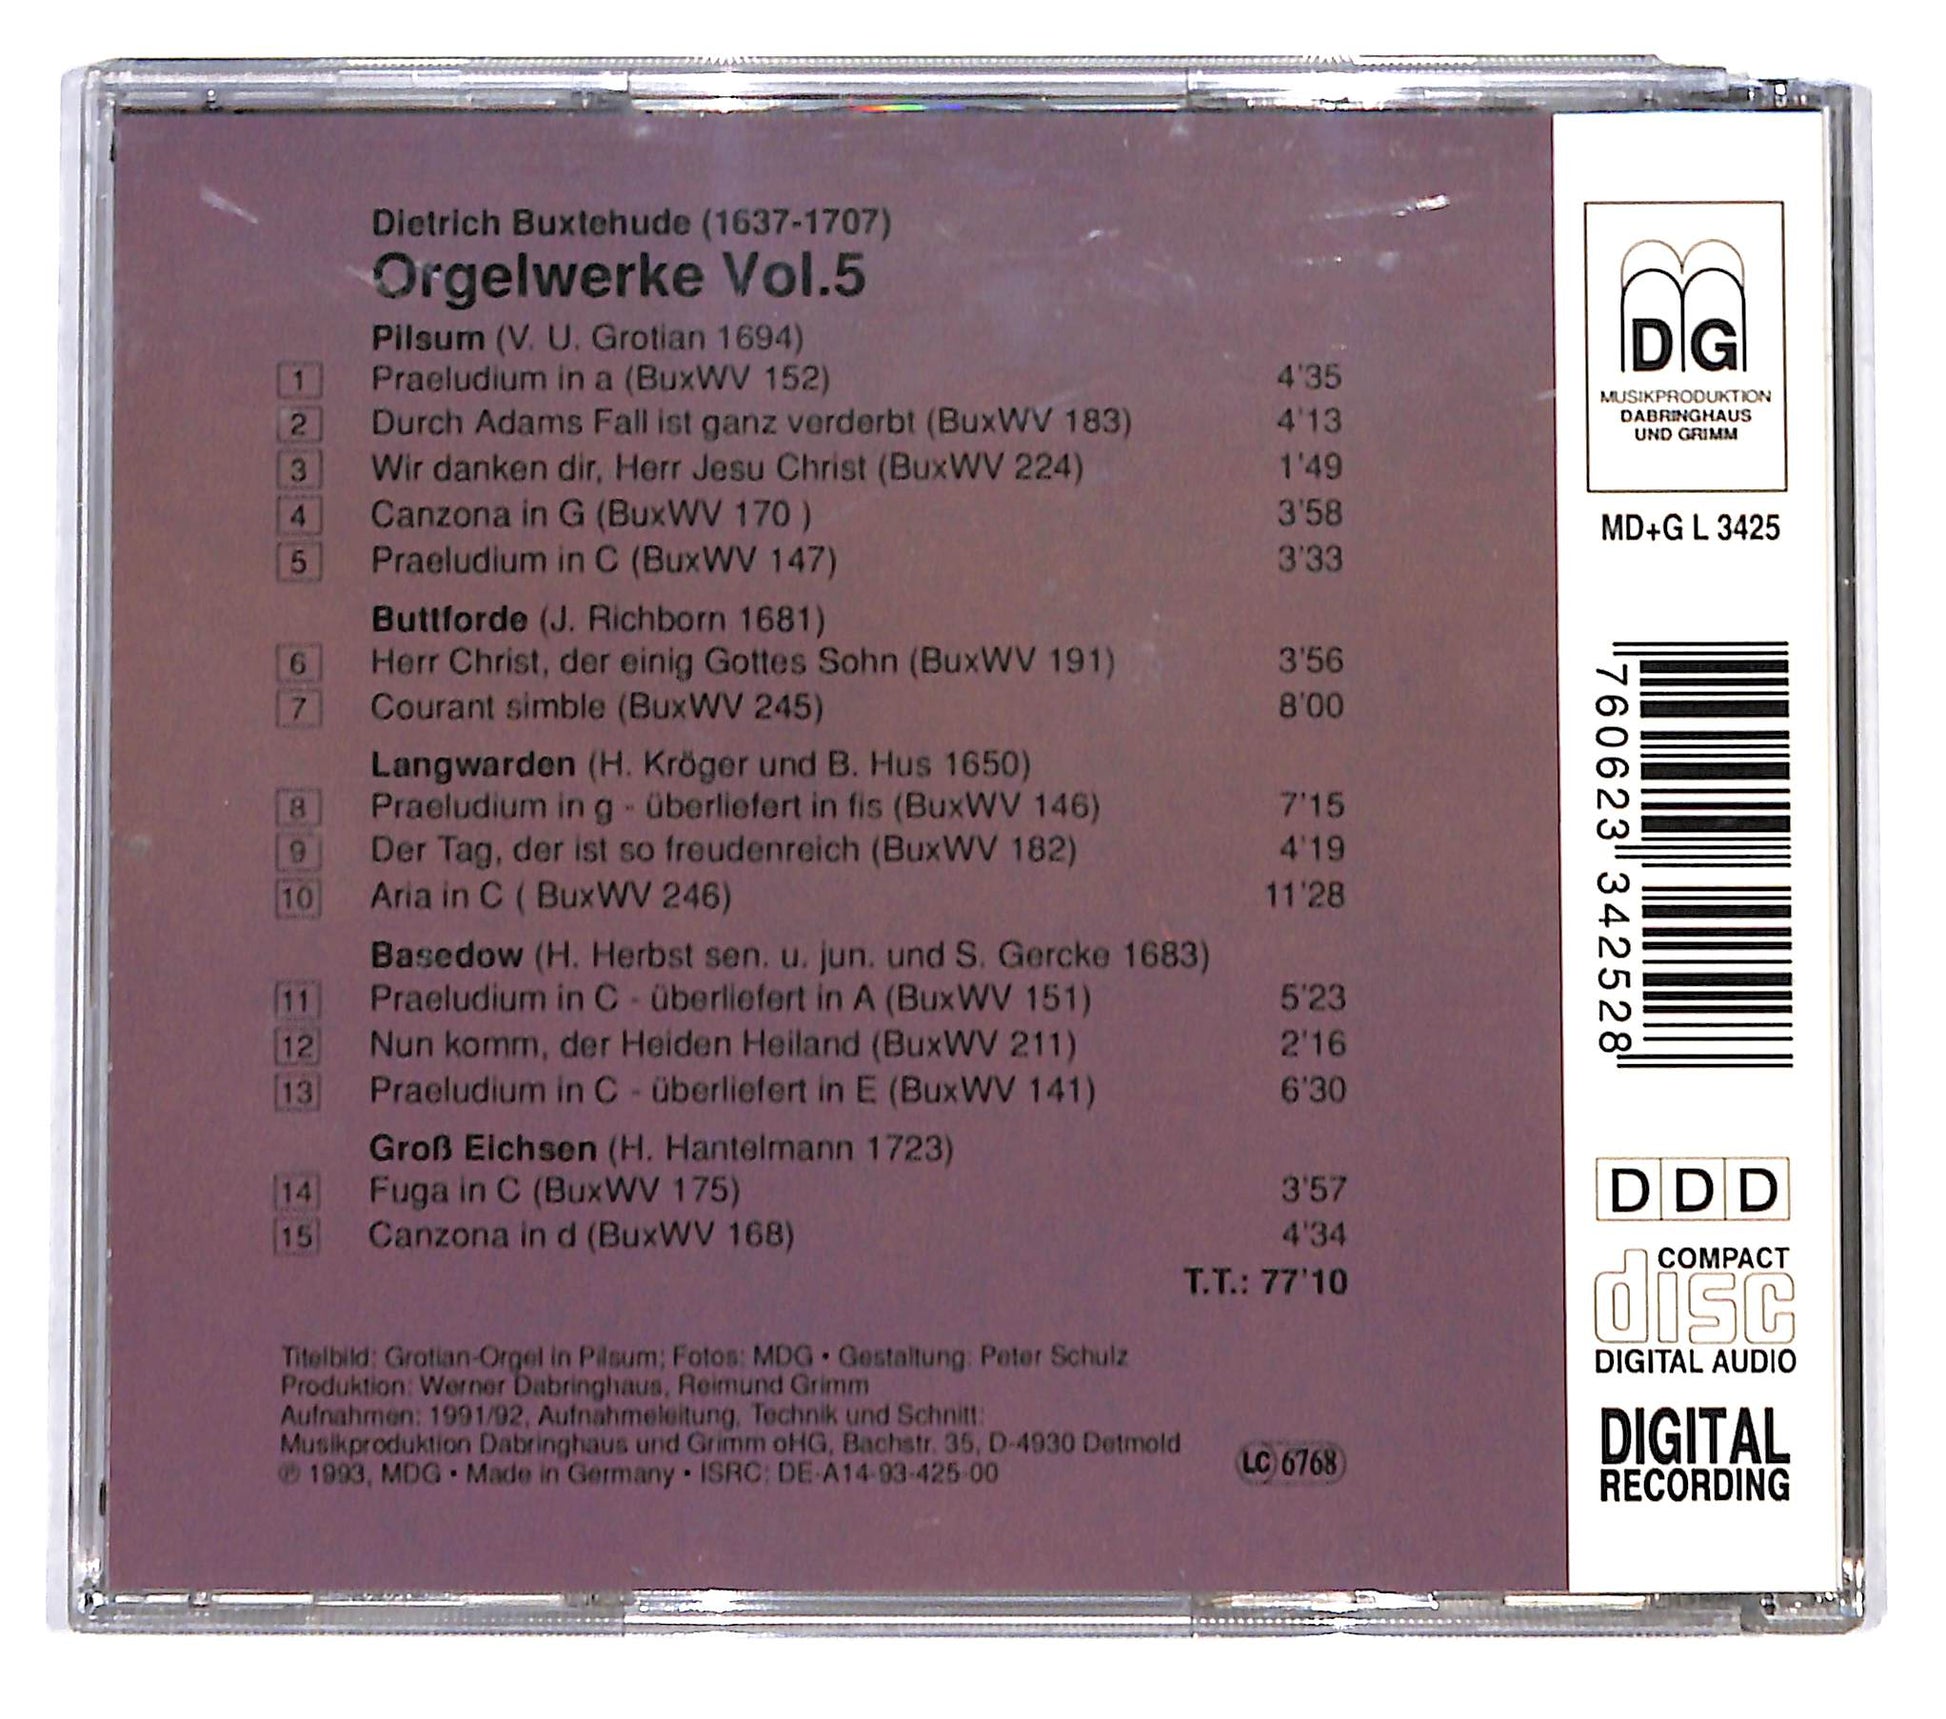 Dietrich Buxtehude (1637-1707)
Orgelwerke Vol.5
Pilsum (V. U. Grotian 1694)
1 Praeludium in a (BuxWV 152) 4'35
2 Durch Adams Fall ist ganz verderbt (BuxWV 183) 4'13
3 Wir danken dir, Herr Jesu Christ (BuxWV 224) 1'49
4 Canzona in G (BuxWV 170 ) 3'58
5 Praeludium in C (BuxWV 147) 3'33
Buttforde (J. Richborn 1681)
6 Herr Christ, der einig Gottes Sohn (BuxWV 191) 3'56
7 Courant simble (BuxWV 245) 8'00
Langwarden (H. Kröger und B. Hus 1650)
8 Praeludium in g - überliefert in fis (BuxWV 146) 7'15
9 Der Tag, der ist so freudenreich (BuxWV 182) 4'19
10 Aria in C ( BuxWV 246) 11'28
Basedow (H. Herbst sen. u. jun. und S. Gercke 1683)
11 Praeludium in C - überliefert in A (BuxWV 151) 5'23
12 Nun komm, der Heiden Heiland (BuxWV 211) 2'16
13 Praeludium in C - überliefert in E (BuxWV 141) 6'30
Groß Eichsen (H. Hantelmann 1723)
14 Fuga in C (BuxWV 175) 3'57
15 Canzona in d (BuxWV 168) 4'34
T.T.: 77'10
Titelbild: Grotian-Orgel in Pilsum; Fotos: MDG • Gestaltung: Peter Schulz
Produktion: Werner Dabringhaus, Reimund Grimm
Aufnahmen: 1991/92, Aufnahmeleitung, Technik und Schnitt:
Musikproduktion Dabringhaus und Grimm oHG, Bachstr. 35, D-4930 Detmold
℗ 1993, MDG • Made in Germany • ISRC: DE-A14-93-425-00
LC 6768
DG
MUSIKPRODUKTION
DABRINGHAUS
UND GRIMM
MD+G L 3425
760623 342528
DDD
COMPACT
disc
DIGITAL AUDIO
DIGITAL
RECORDING